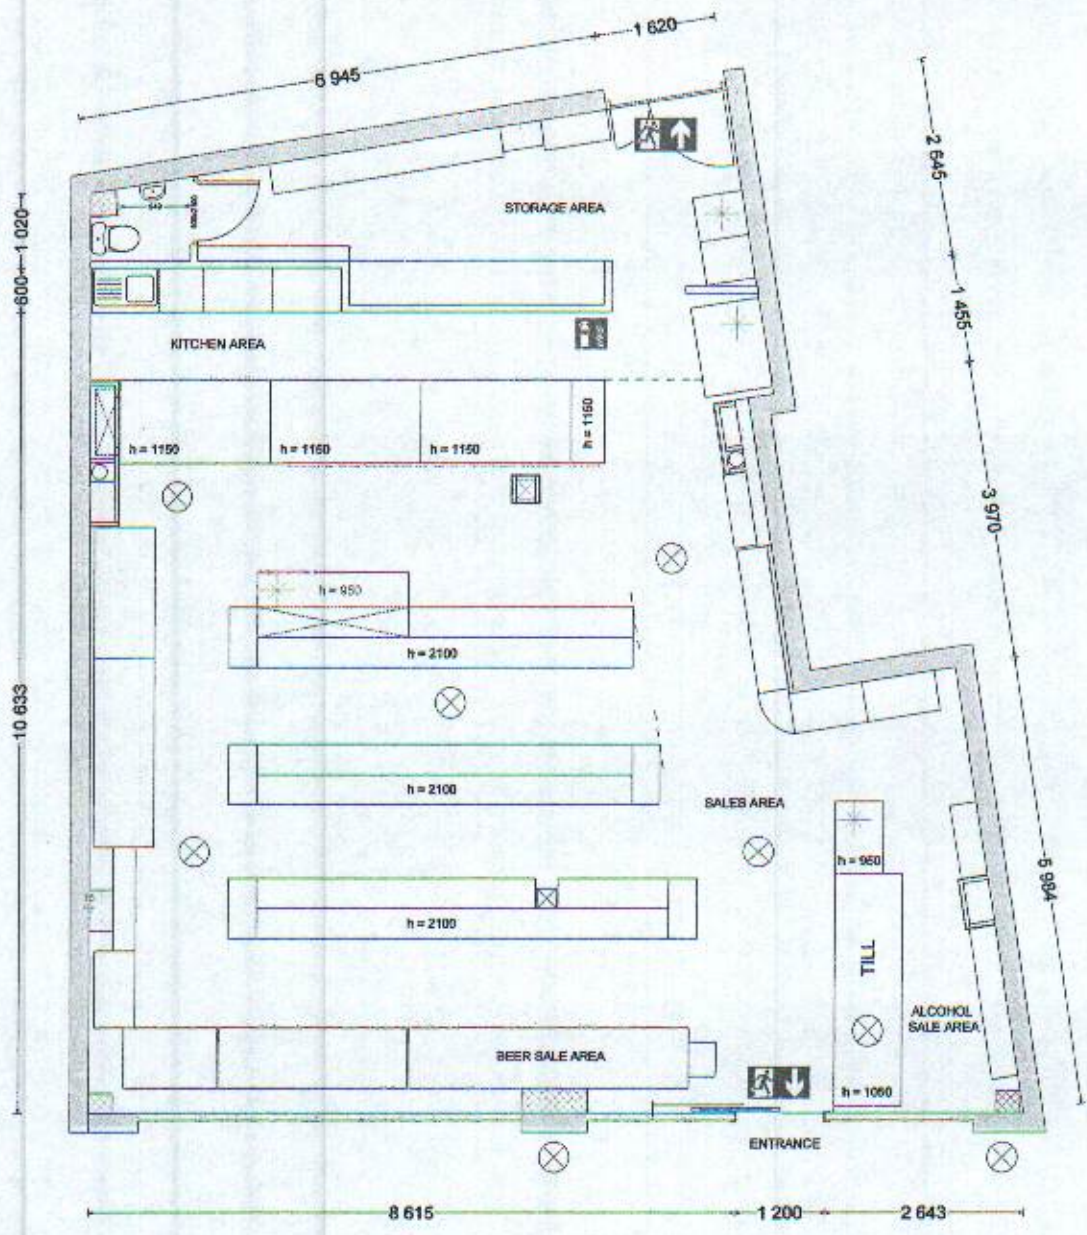 1 620
6 945
2 645
STORAGE AREA
1 020
600
1 455
KITCHEN AREA
h = 1150
h = 1150
h = 1150
h = 1150
3 970
h = 950
h = 2100
10 633
h = 2100
SALES AREA
h = 950
5 984
h = 2100
TILL
ALCOHOL
SALE AREA
BEER SALE AREA
h = 1050
ENTRANCE
8 615
1 200
2 643